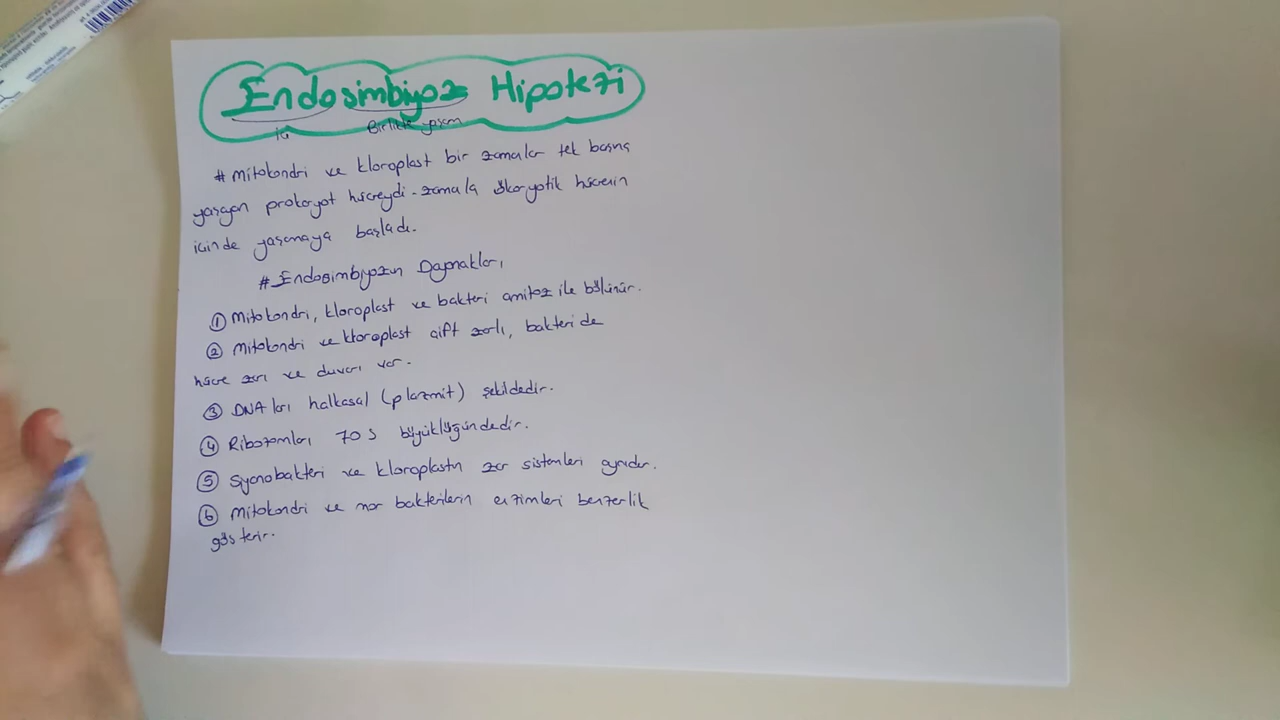 Endosimbiyoz Hipotezi
içi Birlikte yaşam
# Mitokondri ve kloroplast bir zamanlar tek başına
yaşayan prokaryot hücreydi. zamanla ökaryotik hücrenin
içinde yaşamaya başladı.
# Endosimbiyozun Dayanakları
① Mitokondri, kloroplast ve bakteri amitoz ile bölünür.
② Mitokondri ve kloroplast çift zarlı, bakteride
hücre zarı ve duvarı var.
③ DNA ları halkasal (plazmit) şekildedir.
④ Ribozomları 70 S büyüklüğündedir.
⑤ Siyanobakteri ve kloroplastın zar sistemleri aynıdır.
⑥ Mitokondri ve mor bakterilerin enzimleri benzerlik
gösterir.